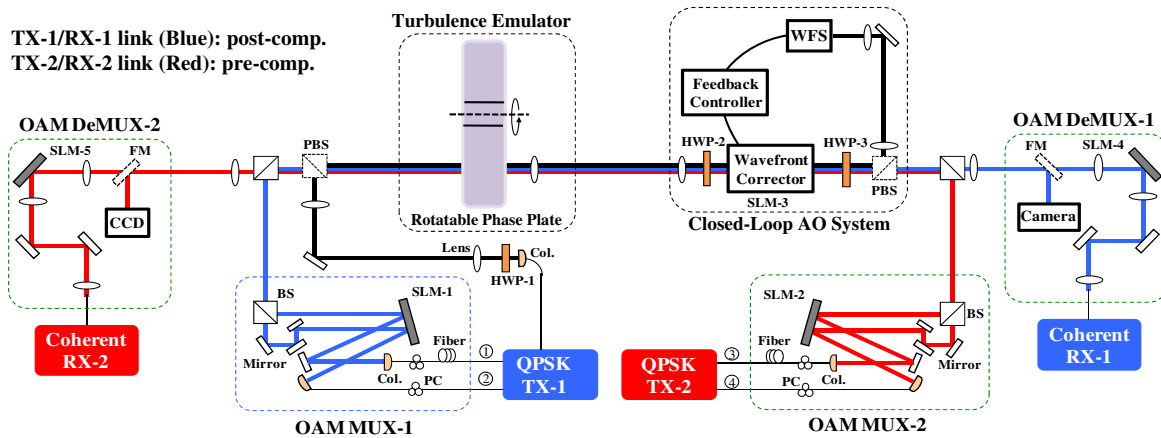 TX-1/RX-1 link (Blue): post-comp.
TX-2/RX-2 link (Red): pre-comp.
Turbulence Emulator
Rotatable Phase Plate
WFS
Feedback
Controller
HWP-2
Wavefront
Corrector
SLM-3
HWP-3
PBS
Closed-Loop AO System
OAM DeMUX-2
SLM-5
FM
CCD
Coherent
RX-2
PBS
Lens
HWP-1
Col.
OAM DeMUX-1
FM
SLM-4
Camera
Coherent
RX-1
BS
SLM-1
Mirror
Fiber
Col.
PC
①
②
QPSK
TX-1
OAM MUX-1
QPSK
TX-2
③
④
Fiber
PC
Col.
SLM-2
BS
Mirror
OAM MUX-2